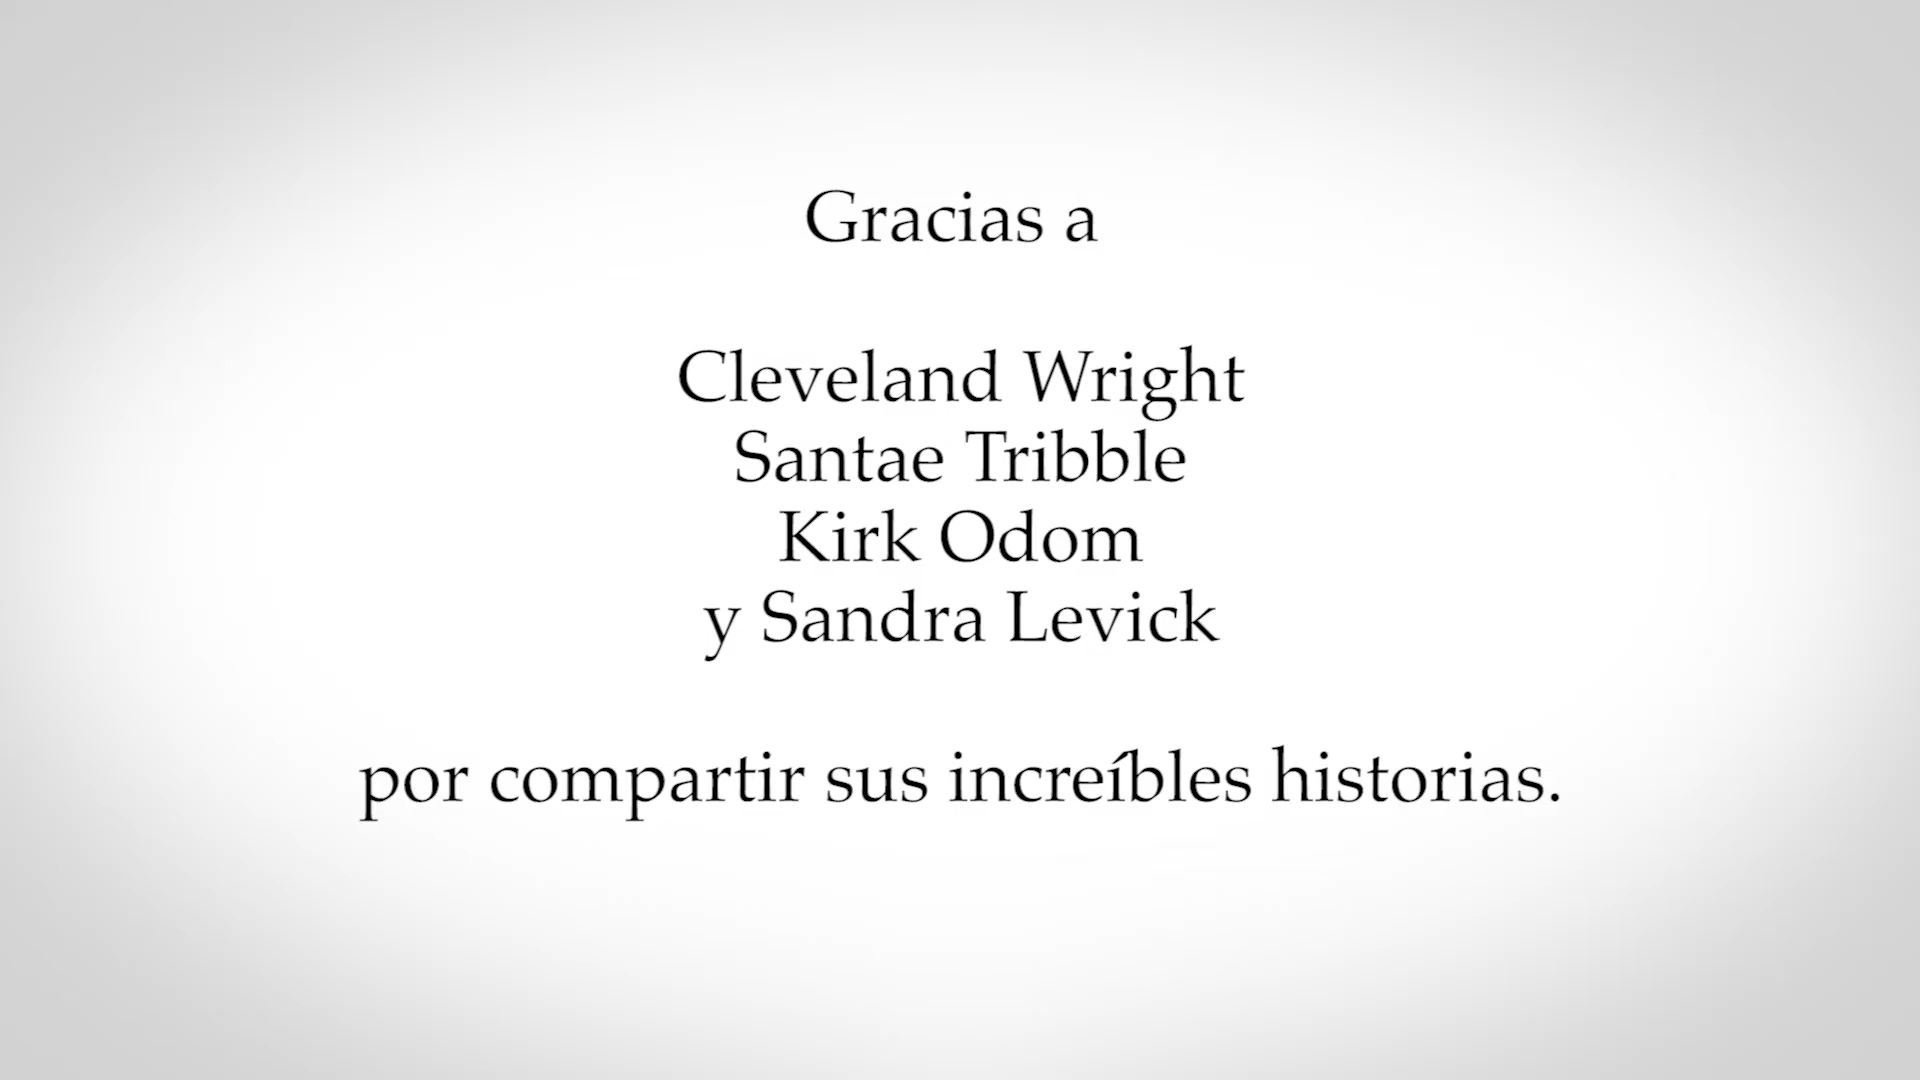 Gracias a
Cleveland Wright
Santae Tribble
Kirk Odom
y Sandra Levick
por compartir sus increíbles historias.